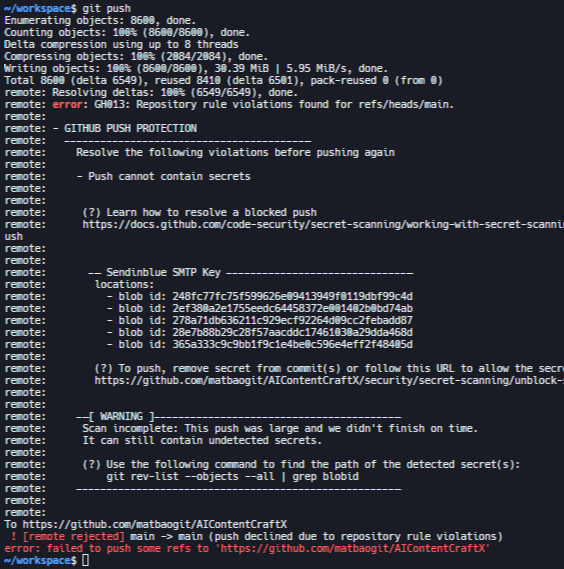 ~/workspace$ git push
Enumerating objects: 8600, done.
Counting objects: 100% (8600/8600), done.
Delta compression using up to 8 threads
Compressing objects: 100% (2084/2084), done.
Writing objects: 100% (8600/8600), 30.39 MiB | 5.95 MiB/s, done.
Total 8600 (delta 6549), reused 8410 (delta 6501), pack-reused 0 (from 0)
remote: Resolving deltas: 100% (6549/6549), done.
remote: error: GH013: Repository rule violations found for refs/heads/main.
remote:
remote: - GITHUB PUSH PROTECTION
remote:   —————————————————————————————————————————
remote:     Resolve the following violations before pushing again
remote:
remote:     - Push cannot contain secrets
remote:
remote:
remote:      (?) Learn how to resolve a blocked push
remote:      https://docs.github.com/code-security/secret-scanning/working-with-secret-scannin
ush
remote:
remote:
remote:       —— Sendinblue SMTP Key ———————————————————————————————
remote:        locations:
remote:          - blob id: 248fc77fc75f599626e09413949f0119dbf99c4d
remote:          - blob id: 2ef380a2e1755eedc64458372e001402b0bd74ab
remote:          - blob id: 278a71db636211c929ecf92264d09cc2febadd87
remote:          - blob id: 28e7b88b29c28f57aacddc17461030a29dda468d
remote:          - blob id: 365a333c9c9bb1f9c1e4be0c596e4eff2f48405d
remote:
remote:        (?) To push, remove secret from commit(s) or follow this URL to allow the secre
remote:        https://github.com/matbaogit/AIContentCraftX/security/secret-scanning/unblock-s
remote:
remote:
remote:     ——[ WARNING ]—————————————————————————————————————————
remote:      Scan incomplete: This push was large and we didn't finish on time.
remote:      It can still contain undetected secrets.
remote:
remote:      (?) Use the following command to find the path of the detected secret(s):
remote:          git rev-list --objects --all | grep blobid
remote:     ——————————————————————————————————————————————————————
remote:
remote:
To https://github.com/matbaogit/AIContentCraftX
 ! [remote rejected] main -> main (push declined due to repository rule violations)
error: failed to push some refs to 'https://github.com/matbaogit/AIContentCraftX'
~/workspace$